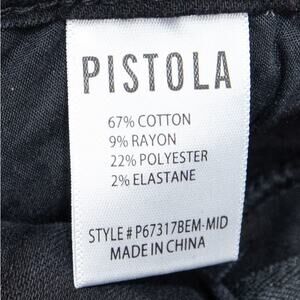 PISTOLA
67% COTTON
9% RAYON
22% POLYESTER
2% ELASTANE
STYLE # P67317BEM-MID
MADE IN CHINA